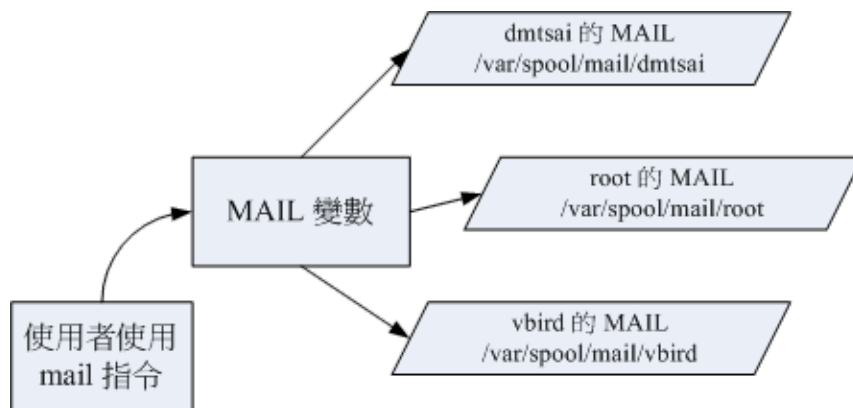 dmtsai 的 MAIL
/var/spool/mail/dmtsai
root 的 MAIL
/var/spool/mail/root
MAIL 變數
vbird 的 MAIL
/var/spool/mail/vbird
使用者使用
mail 指令